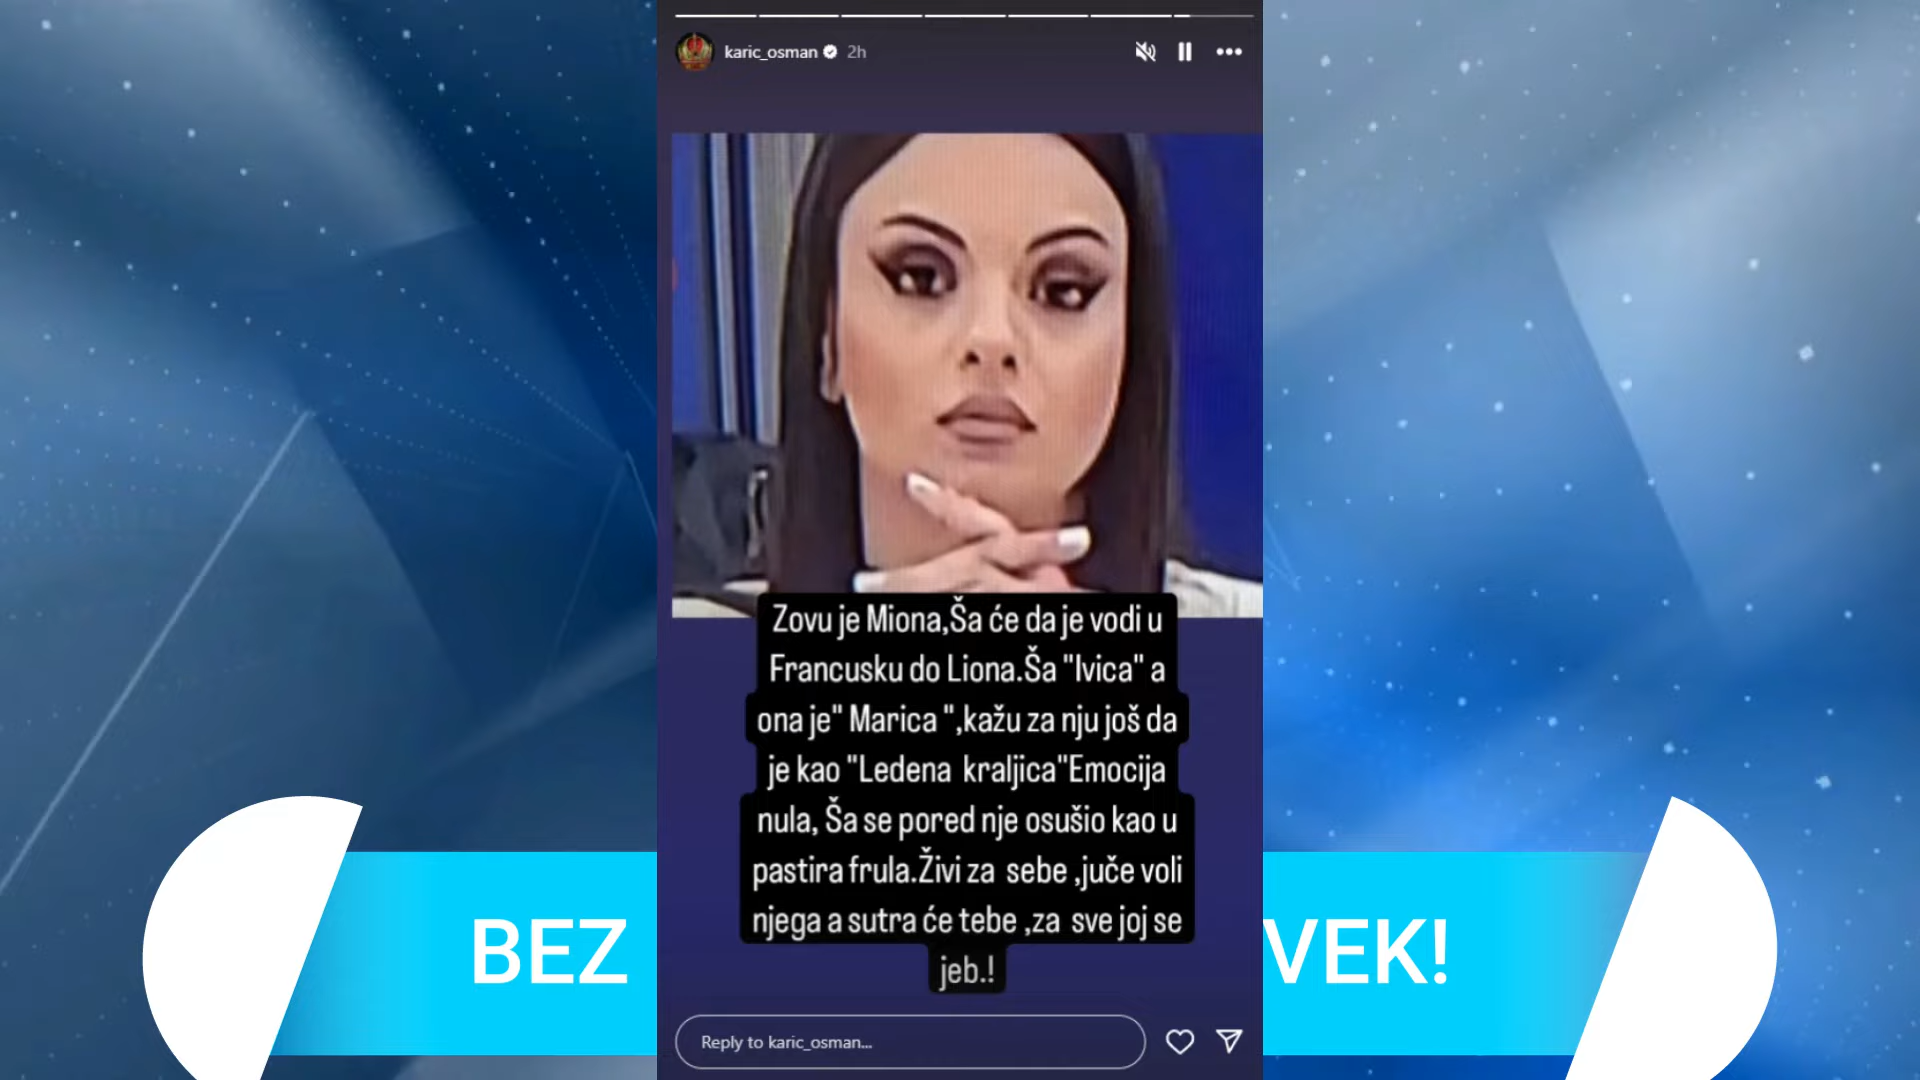 karic_osman 2h
Zovu je Miona,Ša će da je vodi u
Francusku do Liona.Ša "Ivica" a
ona je" Marica ",kažu za nju još da
je kao "Ledena kraljica"Emocija
nula, Ša se pored nje osušio kao u
pastira frula.Živi za sebe ,juče voli
njega a sutra će tebe ,za sve joj se
jeb.!
BEZ VEK!
Reply to karic_osman...